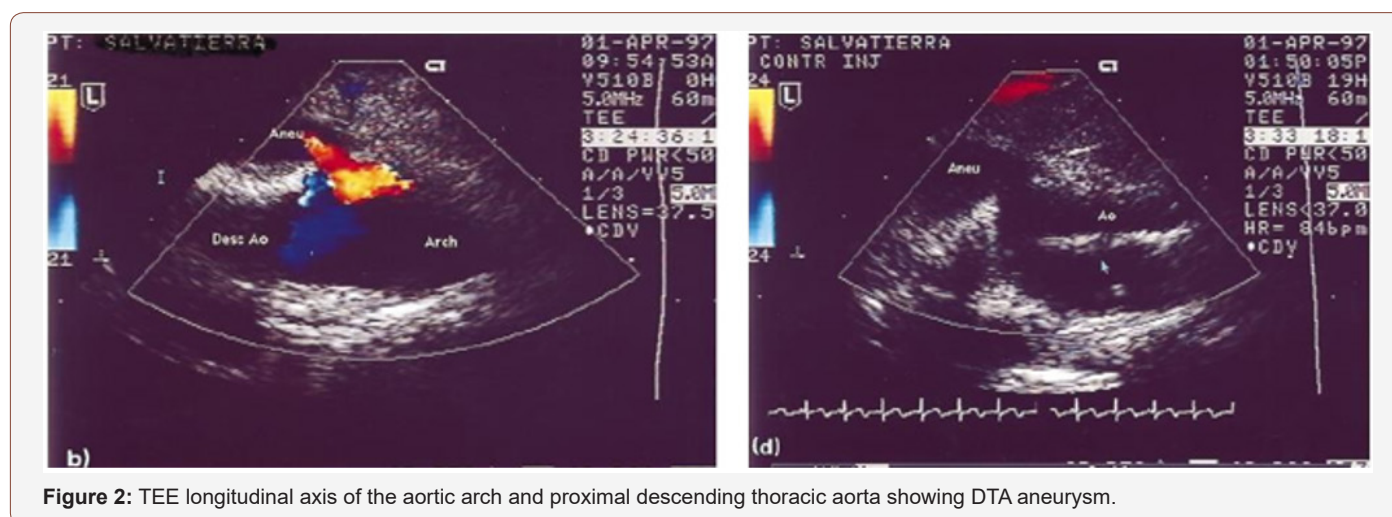 PT: SALVATIERRA
01-APR-97
09:54:53A
V510B 0H
5.0MHz 60m
TEE /
3:24:36:1
CD PWR<50
A/A/VV5
1/3 5.0M
LENS=37.5
•CDV
21
L
21
I
Aneu
Desc Ao
Arch
b)
PT: SALVATIERRA
CONTR INJ
01-APR-97
01:50:05P
V510B 19H
5.0MHz 60m
TEE /
3:33 18:1
CD PWR<50
A/A/VV5
1/3 5.0M
LENS<37.0
HR= 84bpm
•CDV
24
L
24
Aneu
Ao
(d)
Figure 2: TEE longitudinal axis of the aortic arch and proximal descending thoracic aorta showing DTA aneurysm.